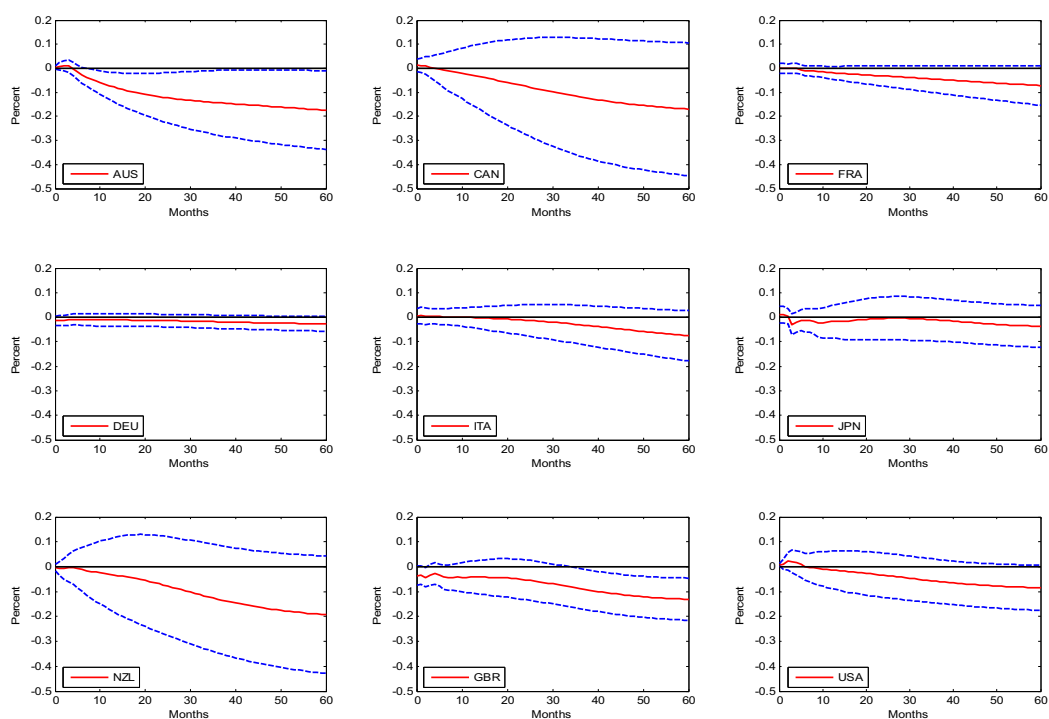 0.2 0.2 0.2
0.1 0.1 0.1
0 0 0
-0.1 -0.1 -0.1
-0.2 -0.2 -0.2
-0.3 -0.3 -0.3
-0.4 -0.4 -0.4
-0.5 -0.5 -0.5
Percent Percent Percent
AUS CAN FRA
0 10 20 30 40 50 60 0 10 20 30 40 50 60 0 10 20 30 40 50 60
Months Months Months
0.2 0.2 0.2
0.1 0.1 0.1
0 0 0
-0.1 -0.1 -0.1
-0.2 -0.2 -0.2
-0.3 -0.3 -0.3
-0.4 -0.4 -0.4
-0.5 -0.5 -0.5
Percent Percent Percent
DEU ITA JPN
0 10 20 30 40 50 60 0 10 20 30 40 50 60 0 10 20 30 40 50 60
Months Months Months
0.2 0.2 0.2
0.1 0.1 0.1
0 0 0
-0.1 -0.1 -0.1
-0.2 -0.2 -0.2
-0.3 -0.3 -0.3
-0.4 -0.4 -0.4
-0.5 -0.5 -0.5
Percent Percent Percent
NZL GBR USA
0 10 20 30 40 50 60 0 10 20 30 40 50 60 0 10 20 30 40 50 60
Months Months Months